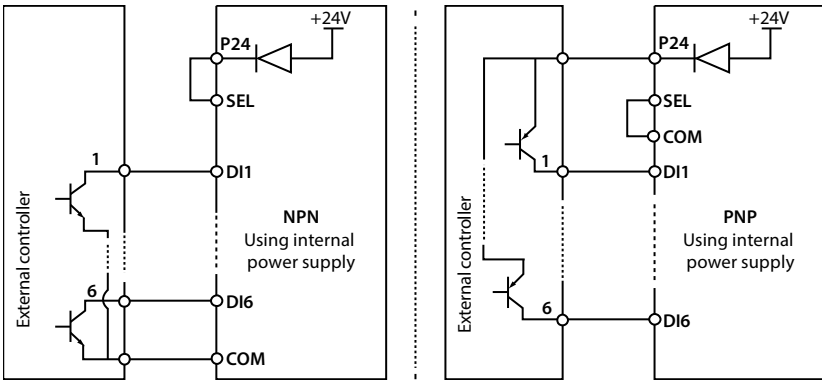 +24V
P24
SEL
1
DI1
External controller
NPN
Using internal
power supply
6
DI6
COM
+24V
P24
SEL
COM
1
DI1
External controller
PNP
Using internal
power supply
6
DI6